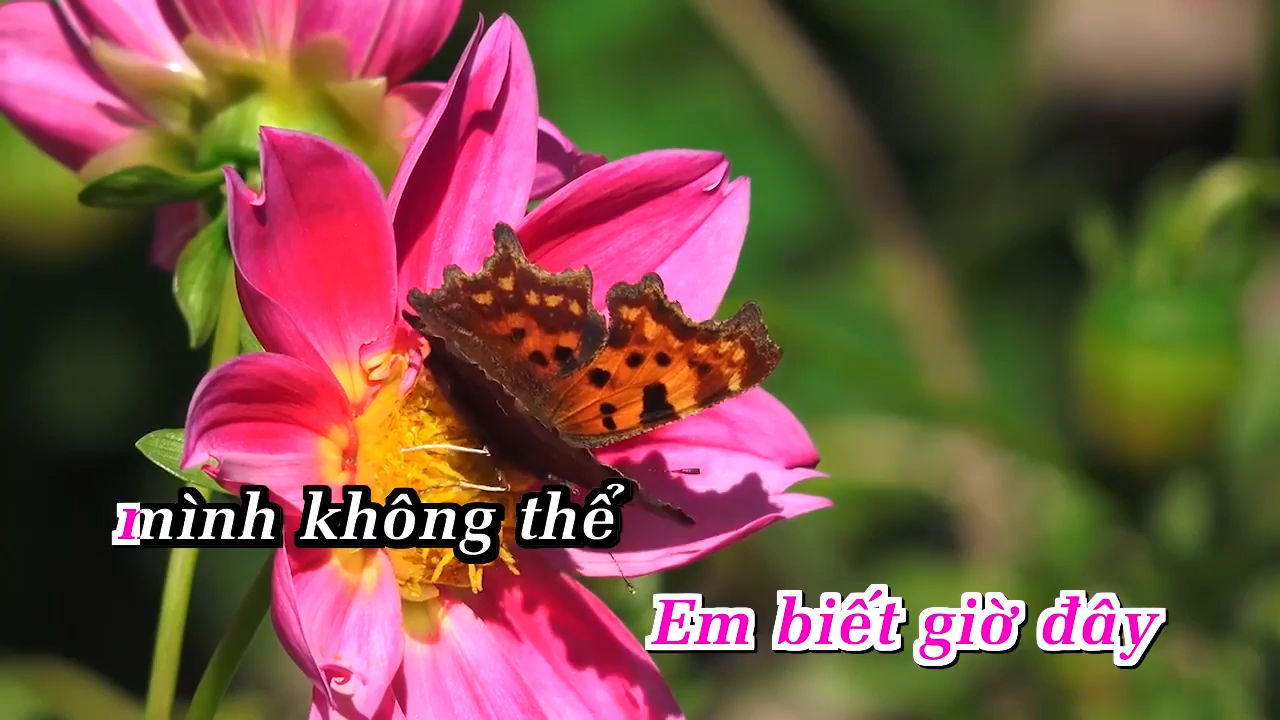 mình không thể
Em biết giờ đây